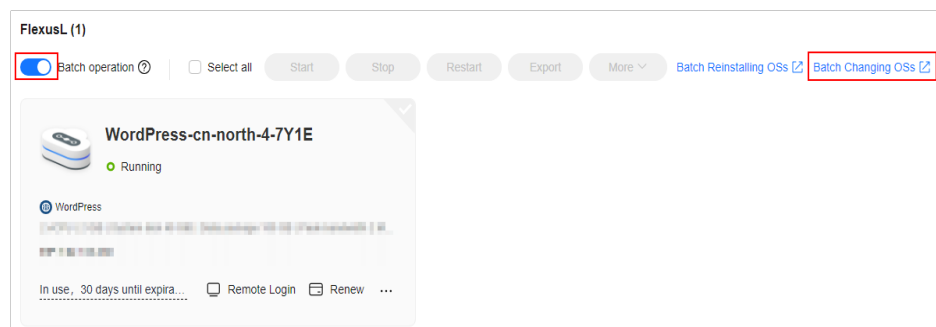 FlexusL (1)
Batch operation Select all Start Stop Restart Export More Batch Reinstalling OSs Batch Changing OSs
WordPress-cn-north-4-7Y1E
Running
WordPress
In use, 30 days until expira... Remote Login Renew ...